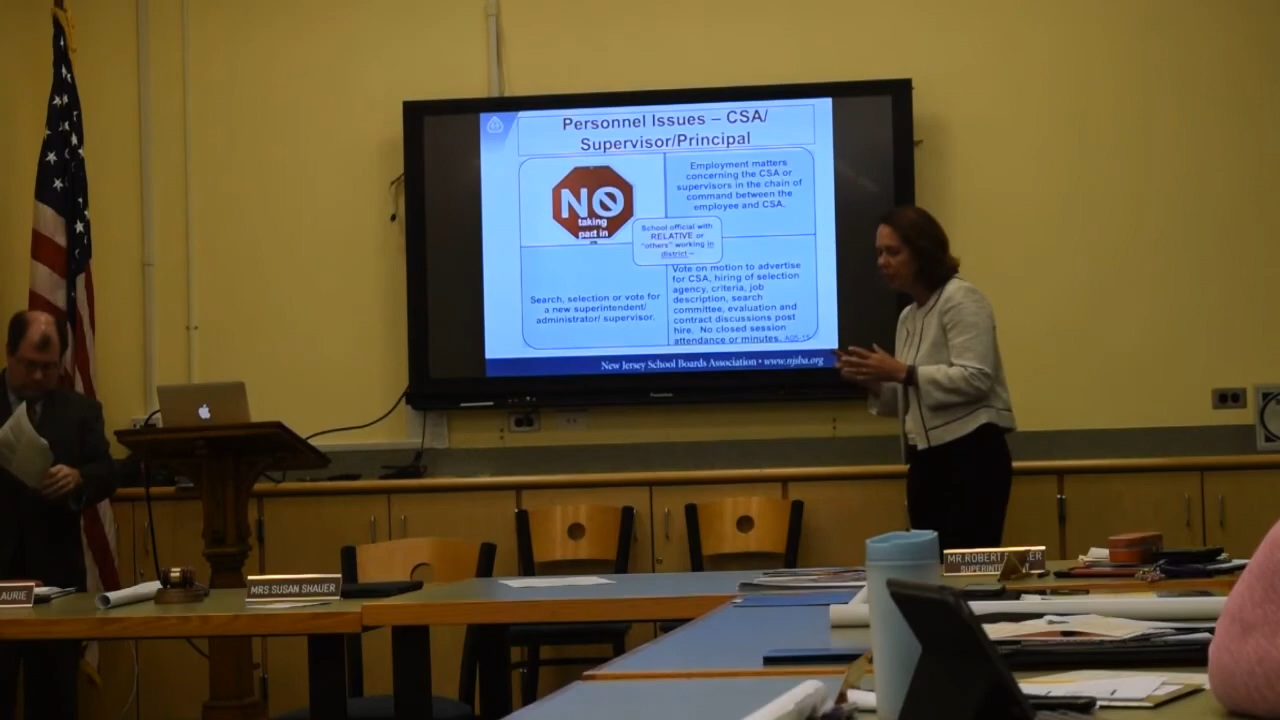 Personnel Issues – CSA/
Supervisor/Principal
NO
taking
part in
Employment matters
concerning the CSA or
supervisors in the chain of
command between the
employee and CSA.
School official with
RELATIVE or
"others" working in
district –
Search, selection or vote for
a new superintendent/
administrator/ supervisor.
Vote on motion to advertise
for CSA, hiring of selection
agency, criteria, job
description, search
committee, evaluation and
contract discussions post
hire. No closed session
attendance or minutes.
New Jersey School Boards Association • www.njsba.org
LAURIE
MRS SUSAN SHAUER
MR. ROBERT